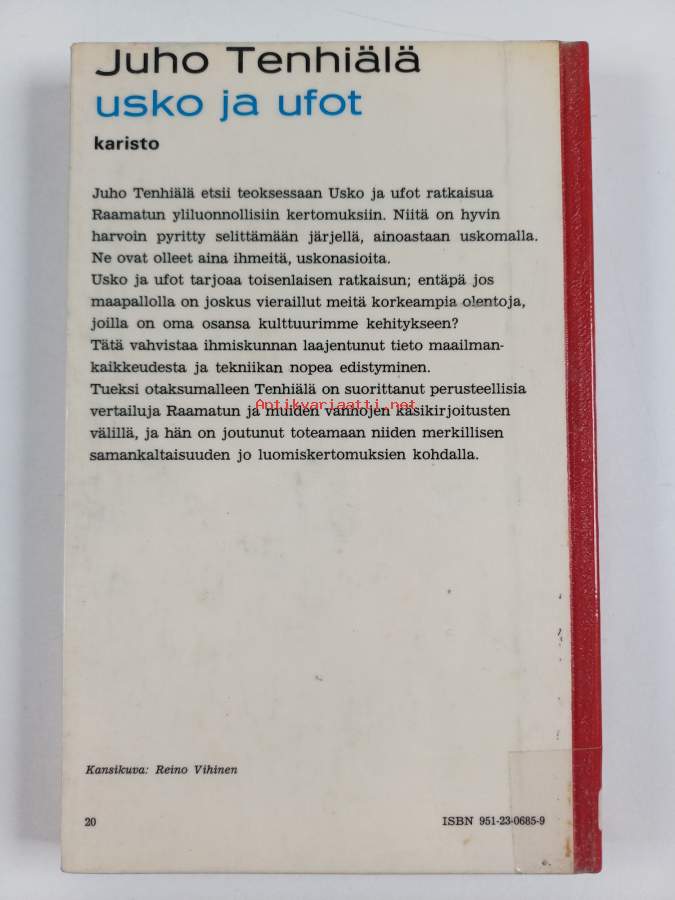 Juho Tenhiälä
usko ja ufot
karisto
Juho Tenhiälä etsii teoksessaan Usko ja ufot ratkaisua
Raamatun yliluonnollisiin kertomuksiin. Niitä on hyvin
harvoin pyritty selittämään järjellä, ainoastaan uskomalla.
Ne ovat olleet aina ihmeitä, uskonasioita.
Usko ja ufot tarjoaa toisenlaisen ratkaisun; entäpä jos
maapallolla on joskus vieraillut meitä korkeampia olentoja,
joilla on oma osansa kulttuurimme kehitykseen?
Tätä vahvistaa ihmiskunnan laajentunut tieto maailman-
kaikkeudesta ja tekniikan nopea edistyminen.
Tueksi otaksumalleen Tenhiälä on suorittanut perusteellisia
Antikvariaatti.net
vertailuja Raamatun ja muiden vanhojen käsikirjoitusten
välillä, ja hän on joutunut toteamaan niiden merkillisen
samankaltaisuuden jo luomiskertomuksien kohdalla.
Kansikuva: Reino Vihinen
20
ISBN 951-23-0685-9